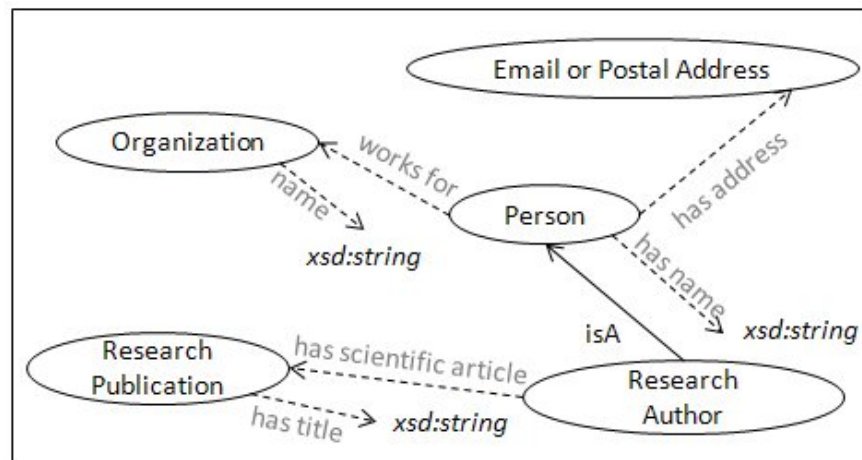 Email or Postal Address
Organization
works for
name
has address
Person
xsd:string
has name
xsd:string
isA
Research
Publication
has scientific article
Research
Author
has title
xsd:string